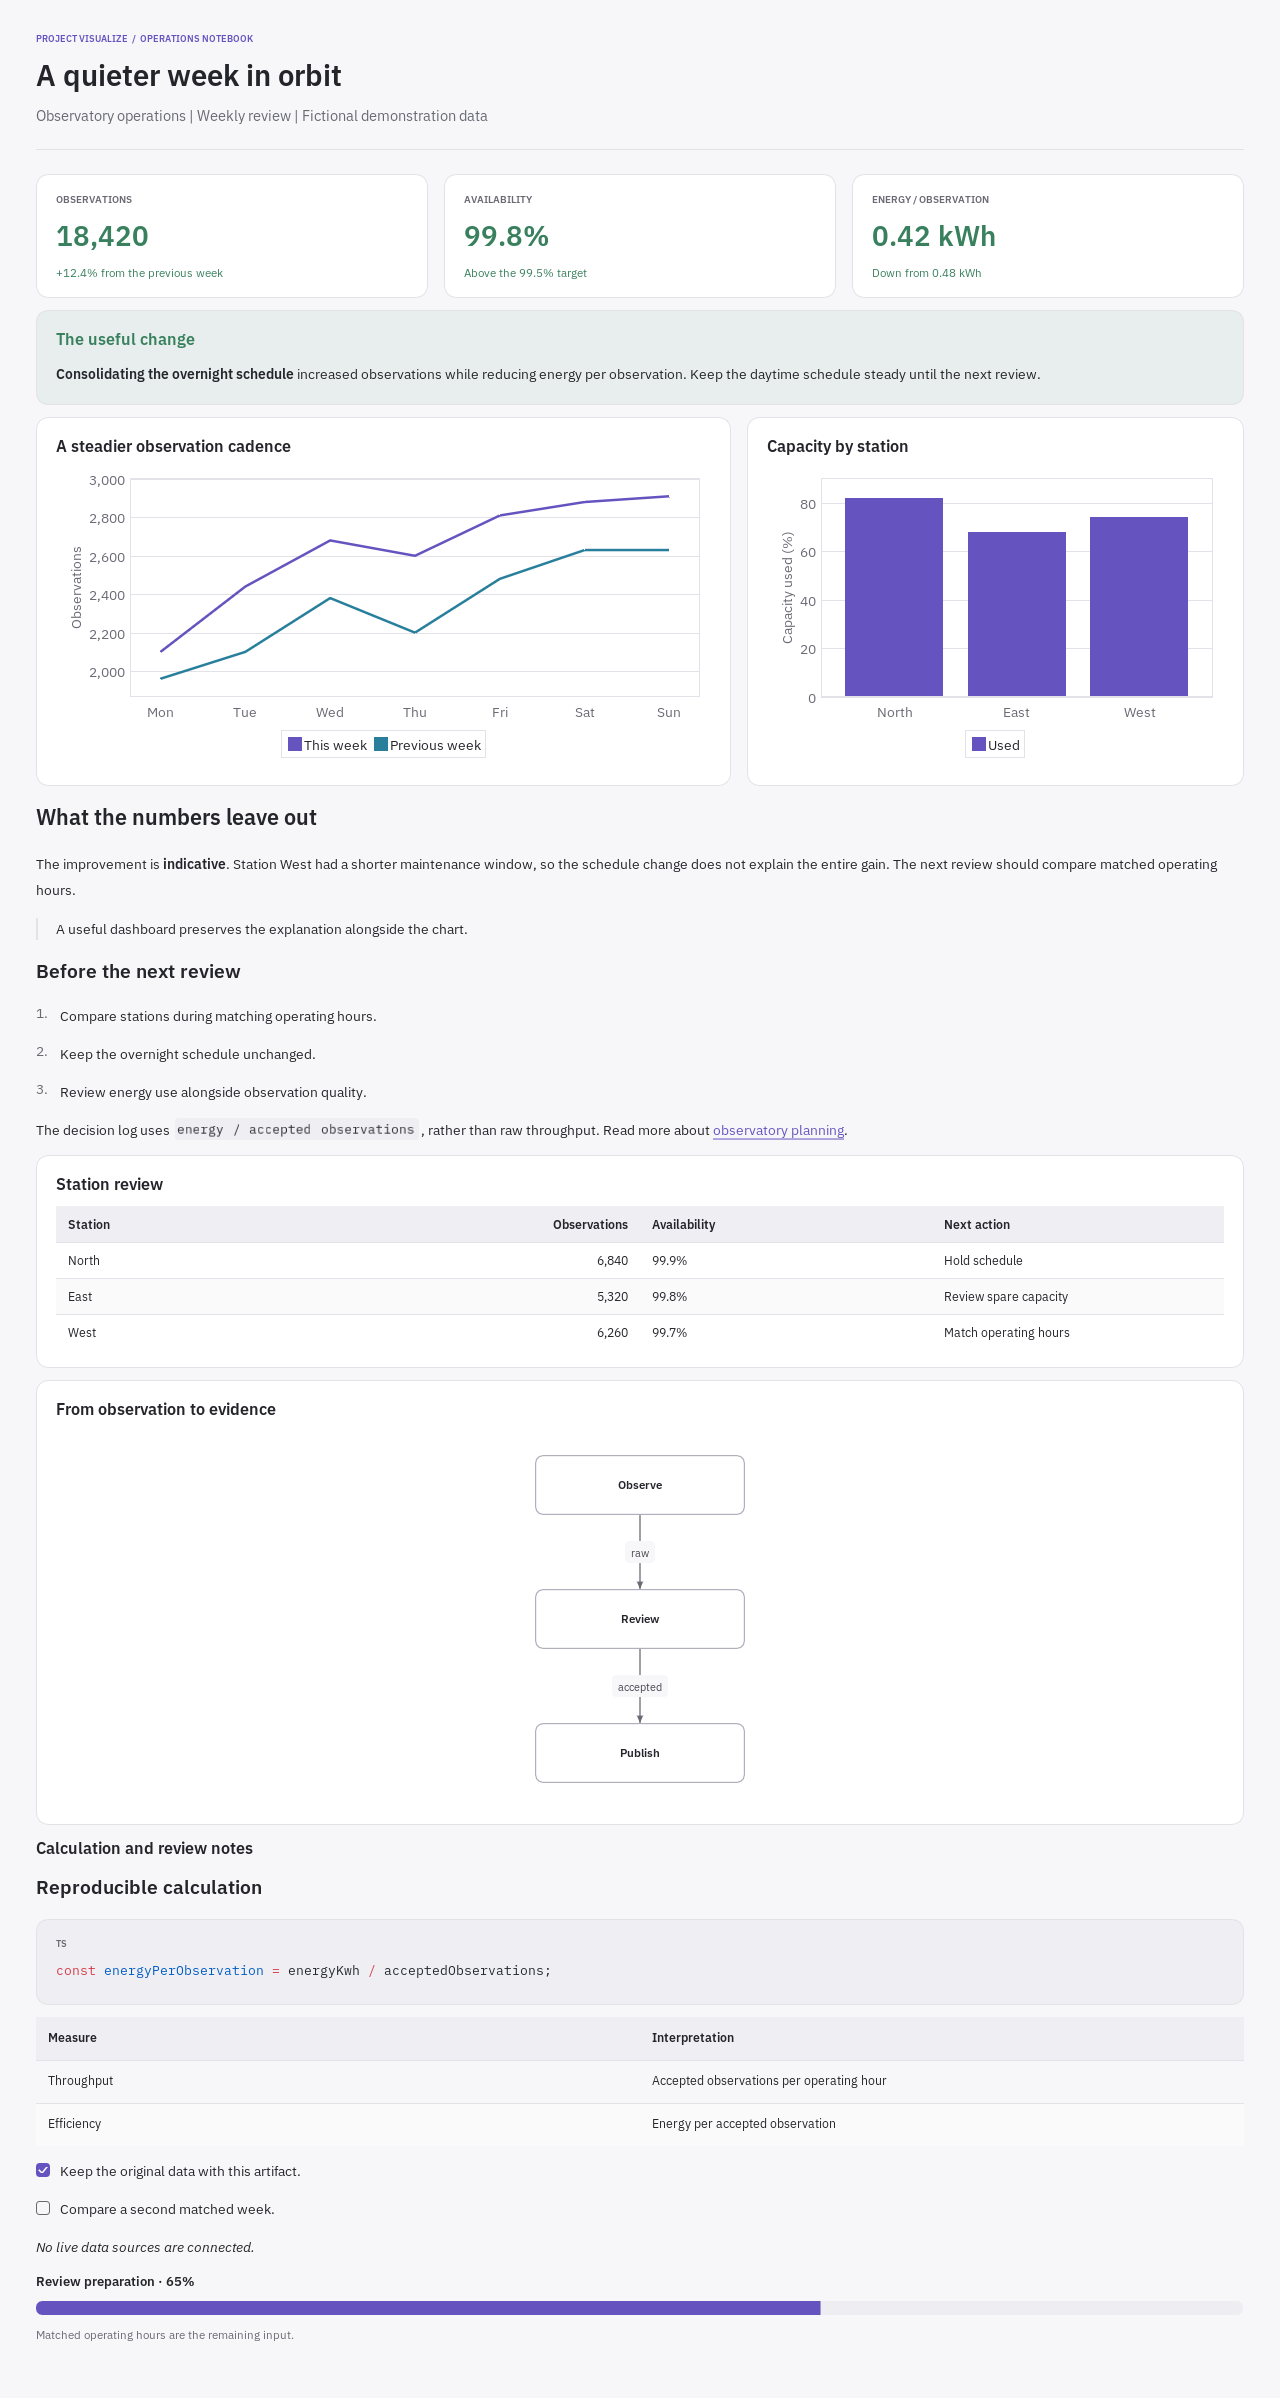 PROJECT VISUALIZE / OPERATIONS NOTEBOOK
A quieter week in orbit
Observatory operations | Weekly review | Fictional demonstration data
OBSERVATIONS
18,420
+12.4% from the previous week
AVAILABILITY
99.8%
Above the 99.5% target
ENERGY / OBSERVATION
0.42 kWh
Down from 0.48 kWh
The useful change
Consolidating the overnight schedule increased observations while reducing energy per observation. Keep the daytime schedule steady until the next review.
A steadier observation cadence
Observations
3,000
2,800
2,600
2,400
2,200
2,000
Mon Tue Wed Thu Fri Sat Sun
This week Previous week
Capacity by station
Capacity used (%)
80
60
40
20
0
North East West
Used
What the numbers leave out
The improvement is indicative. Station West had a shorter maintenance window, so the schedule change does not explain the entire gain. The next review should compare matched operating
hours.
A useful dashboard preserves the explanation alongside the chart.
Before the next review
1. Compare stations during matching operating hours.
2. Keep the overnight schedule unchanged.
3. Review energy use alongside observation quality.
The decision log uses energy / accepted observations, rather than raw throughput. Read more about observatory planning.
Station review
Station Observations Availability Next action
North 6,840 99.9% Hold schedule
East 5,320 99.8% Review spare capacity
West 6,260 99.7% Match operating hours
From observation to evidence
Observe
raw
Review
accepted
Publish
Calculation and review notes
Reproducible calculation
TS
const energyPerObservation = energyKwh / acceptedObservations;
Measure Interpretation
Throughput Accepted observations per operating hour
Efficiency Energy per accepted observation
Keep the original data with this artifact.
Compare a second matched week.
No live data sources are connected.
Review preparation · 65%
Matched operating hours are the remaining input.